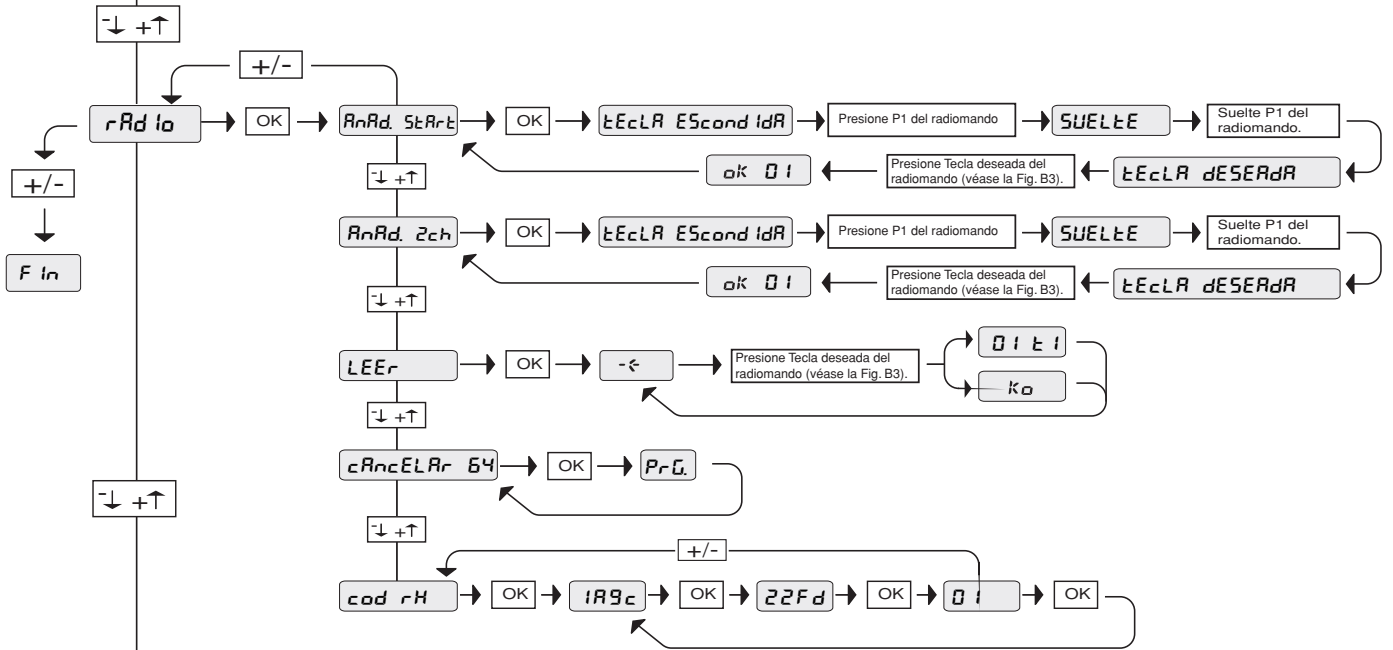 -↓ +↑
+/-
rAdIo
OK
AnAd. StArt
OK
tEcLA EScondIdA
Presione P1 del radiomando
SUELtE
Suelte P1 del
radiomando.
+/-
FIn
-↓ +↑
oK 01
Presione Tecla deseada del
radiomando (véase la Fig. B3).
tEcLA dESEAdA
AnAd. 2ch
OK
tEcLA EScondIdA
Presione P1 del radiomando
SUELtE
Suelte P1 del
radiomando.
-↓ +↑
oK 01
Presione Tecla deseada del
radiomando (véase la Fig. B3).
tEcLA dESEAdA
LEEr
OK
-<-
Presione Tecla deseada del
radiomando (véase la Fig. B3).
01 t1
Ko
-↓ +↑
cAncELAr 64
OK
PrG.
-↓ +↑
-↓ +↑
+/-
cod rX
OK
1A9c
OK
22Fd
OK
01
OK